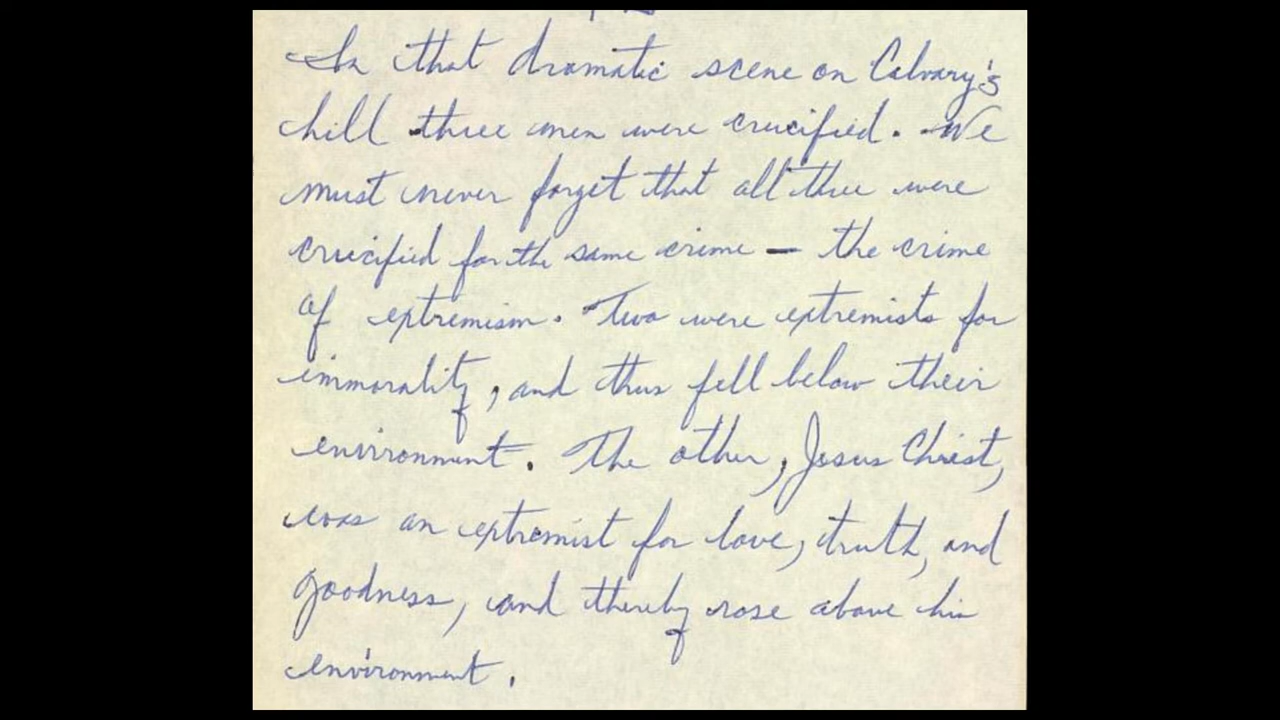 In that dramatic scene on Calvary's
hill three men were crucified. We
must never forget that all three were
crucified for the same crime — the crime
of extremism. Two were extremists for
immorality, and thus fell below their
environment. The other, Jesus Christ,
was an extremist for love, truth, and
goodness, and thereby rose above his
environment.